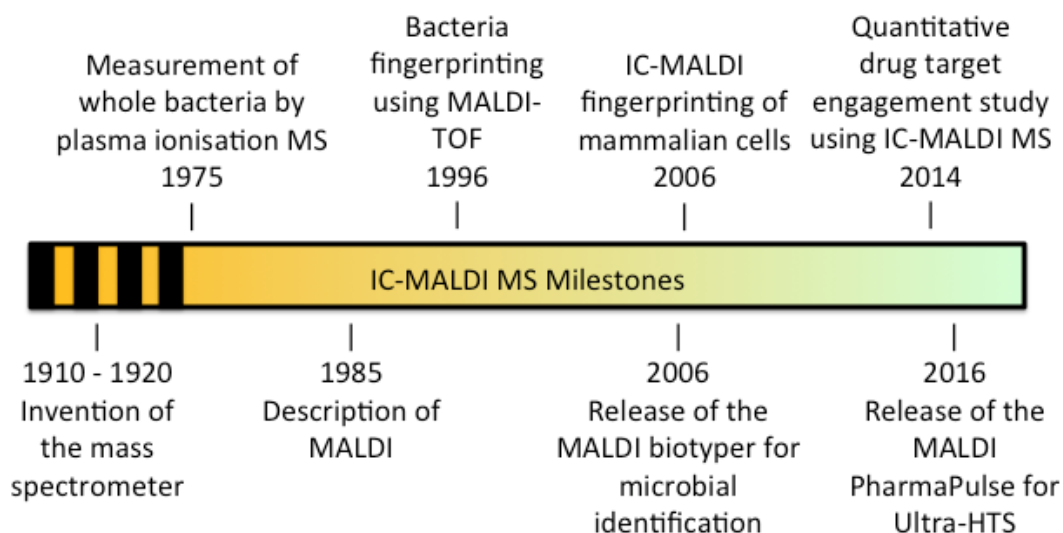 Measurement of
whole bacteria by
plasma ionisation MS
1975
Bacteria
fingerprinting
using MALDI-
TOF
1996
IC-MALDI
fingerprinting of
mammalian cells
2006
Quantitative
drug target
engagement study
using IC-MALDI MS
2014
IC-MALDI MS Milestones
1910 - 1920
Invention of
the mass
spectrometer
1985
Description of
MALDI
2006
Release of the
MALDI biotyper for
microbial
identification
2016
Release of the
MALDI
PharmaPulse for
Ultra-HTS